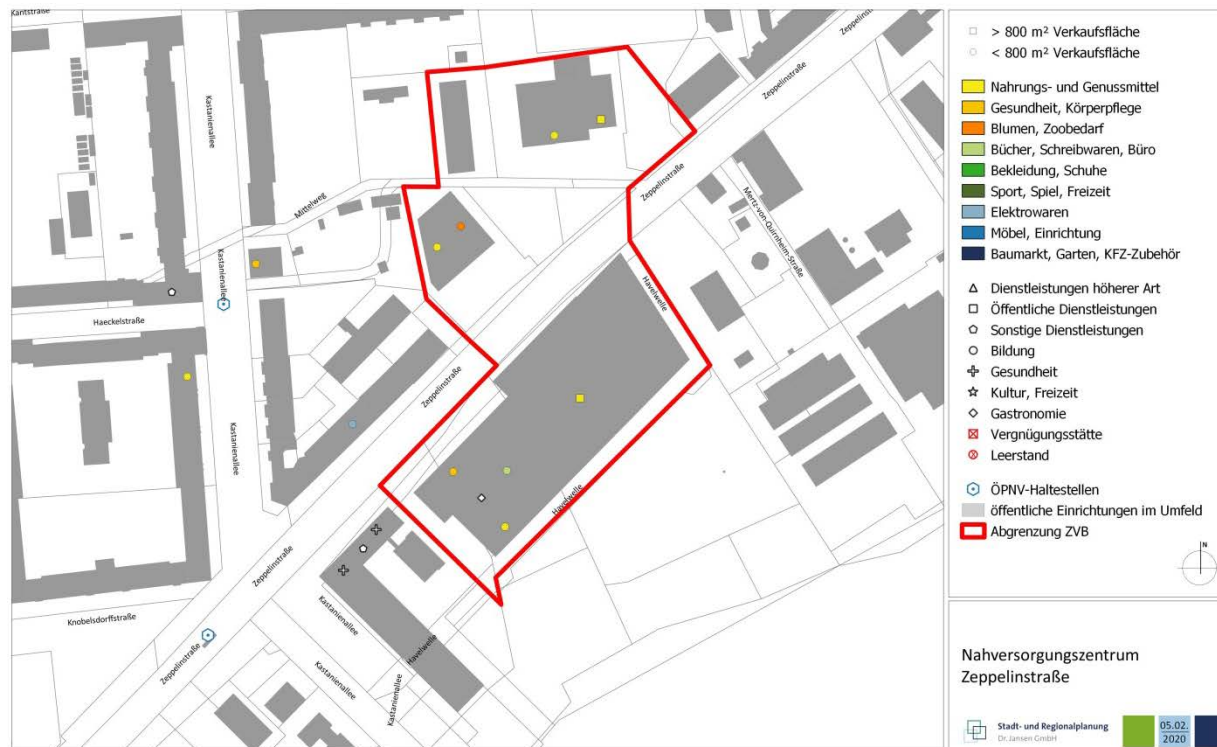 Kantstraße
Kastanienallee
Zeppelinstraße
Zeppelinstraße
Zeppelinstraße
Mittelweg
Mertz-von-Quirnheim-Straße
Kastanienallee
Havelwelle
Haeckelstraße
Zeppelinstraße
Kastanienallee
Havelwelle
Zeppelinstraße
Knobelsdorffstraße
Kastanienallee
Havelwelle
Zeppelinstraße
Kastanienallee
Kastanienallee
> 800 m² Verkaufsfläche
< 800 m² Verkaufsfläche
Nahrungs- und Genussmittel
Gesundheit, Körperpflege
Blumen, Zoobedarf
Bücher, Schreibwaren, Büro
Bekleidung, Schuhe
Sport, Spiel, Freizeit
Elektrowaren
Möbel, Einrichtung
Baumarkt, Garten, KFZ-Zubehör
Dienstleistungen höherer Art
Öffentliche Dienstleistungen
Sonstige Dienstleistungen
Bildung
Gesundheit
Kultur, Freizeit
Gastronomie
Vergnügungsstätte
Leerstand
ÖPNV-Haltestellen
öffentliche Einrichtungen im Umfeld
Abgrenzung ZVB
N
Nahversorgungszentrum
Zeppelinstraße
Stadt- und Regionalplanung
Dr. Jansen GmbH
05.02.
2020